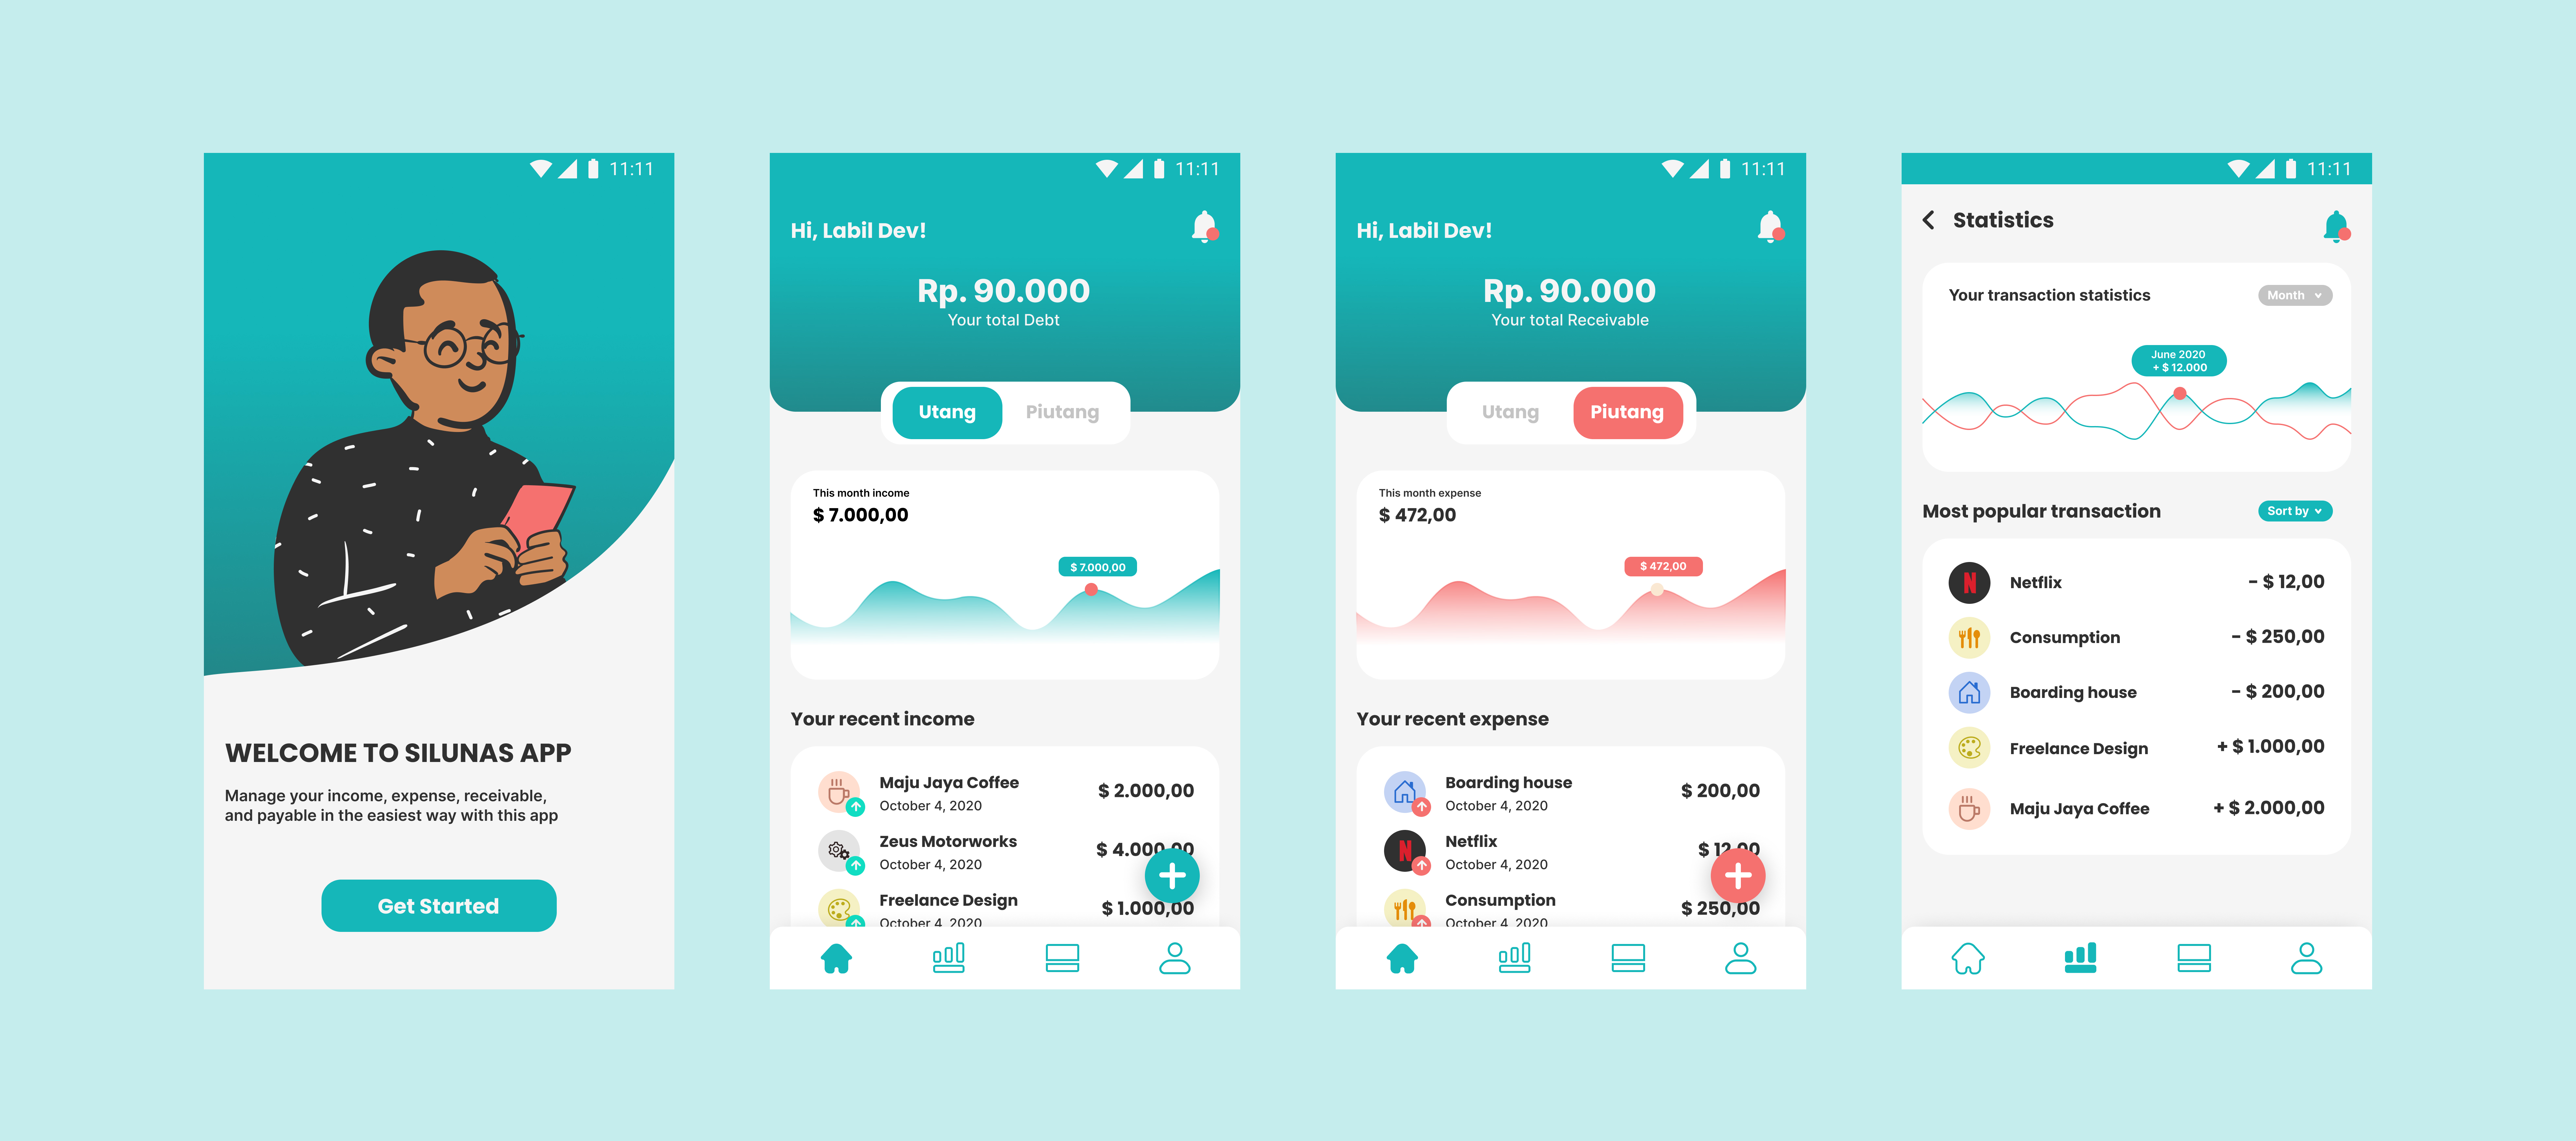 11:11
WELCOME TO SILUNAS APP
Manage your income, expense, receivable,
and payable in the easiest way with this app
Get Started
11:11
Hi, Labil Dev!
Rp. 90.000
Your total Debt
Utang Piutang
This month income
$ 7.000,00
$ 7.000,00
Your recent income
Maju Jaya Coffee $ 2.000,00
October 4, 2020
Zeus Motorworks $ 4.000,00
October 4, 2020
Freelance Design $ 1.000,00
October 4, 2020
11:11
Hi, Labil Dev!
Rp. 90.000
Your total Receivable
Utang Piutang
This month expense
$ 472,00
$ 472,00
Your recent expense
Boarding house $ 200,00
October 4, 2020
Netflix $ 12,00
October 4, 2020
Consumption $ 250,00
October 4, 2020
11:11
Statistics
Your transaction statistics Month
June 2020
+ $ 12.000
Most popular transaction Sort by
N Netflix - $ 12,00
Consumption - $ 250,00
Boarding house - $ 200,00
Freelance Design + $ 1.000,00
Maju Jaya Coffee + $ 2.000,00